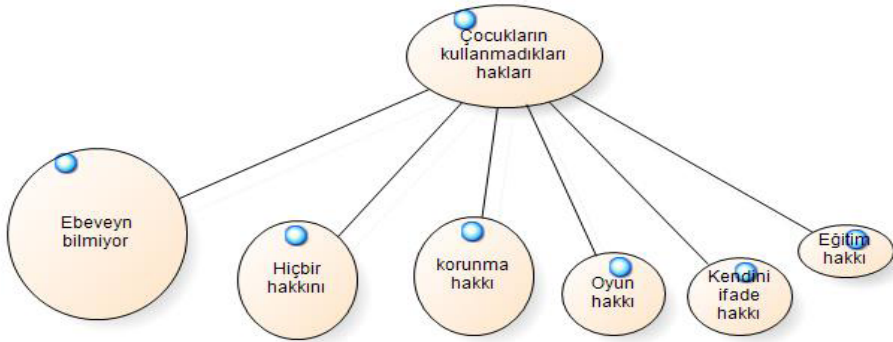 Çocukların
kullanmadıkları
hakları
Ebeveyn
bilmiyor
Hiçbir
hakkını
korunma
hakkı
Oyun
hakkı
Kendini
ifade
hakkı
Eğitim
hakkı